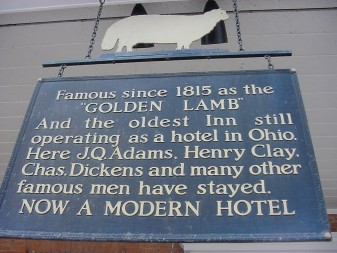 Famous since 1815 as the
"GOLDEN LAMB"
And the oldest Inn still
operating as a hotel in Ohio.
Here J.Q. Adams, Henry Clay,
Chas. Dickens and many other
famous men have stayed.
NOW A MODERN HOTEL